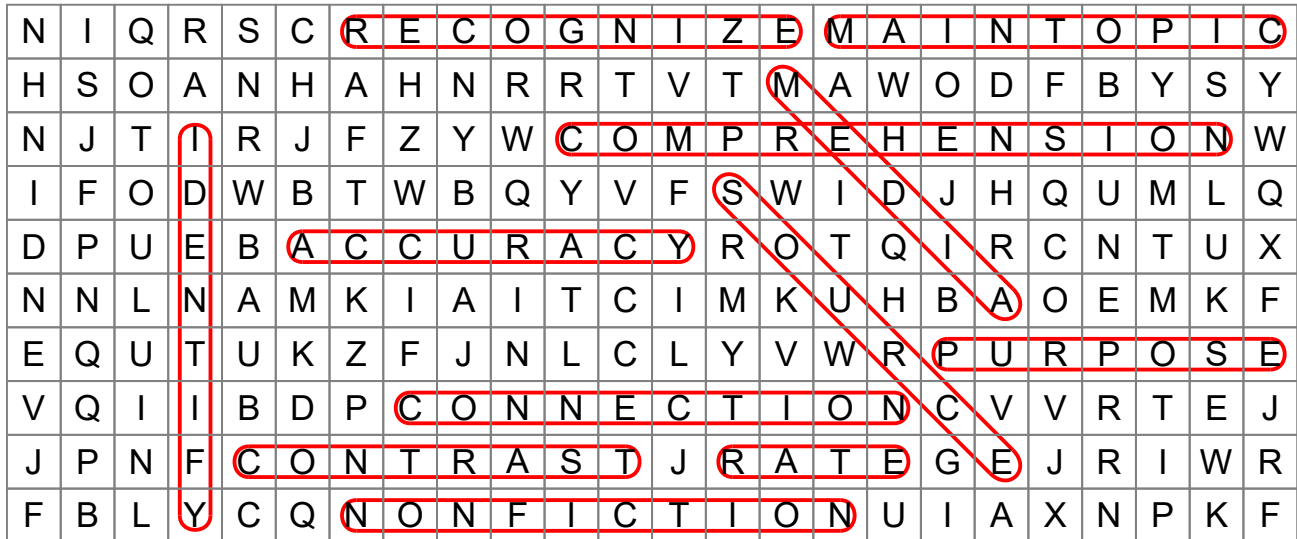 N I Q R S C R E C O G N I Z E M A I N T O P I C
H S O A N H A H N R R T V T M A W O D F B Y S Y
N J T I R J F Z Y W C O M P R E H E N S I O N W
I F O D W B T W B Q Y V F S W I D J H Q U M L Q
D P U E B A C C U R A C Y R O T Q I R C N T U X
N N L N A M K I A I T C I M K U H B A O E M K F
E Q U T U K Z F J N L C L Y V W R P U R P O S E
V Q I I B D P C O N N E C T I O N C V V R T E J
J P N F C O N T R A S T J R A T E G E J R I W R
F B L Y C Q N O N F I C T I O N U I A X N P K F